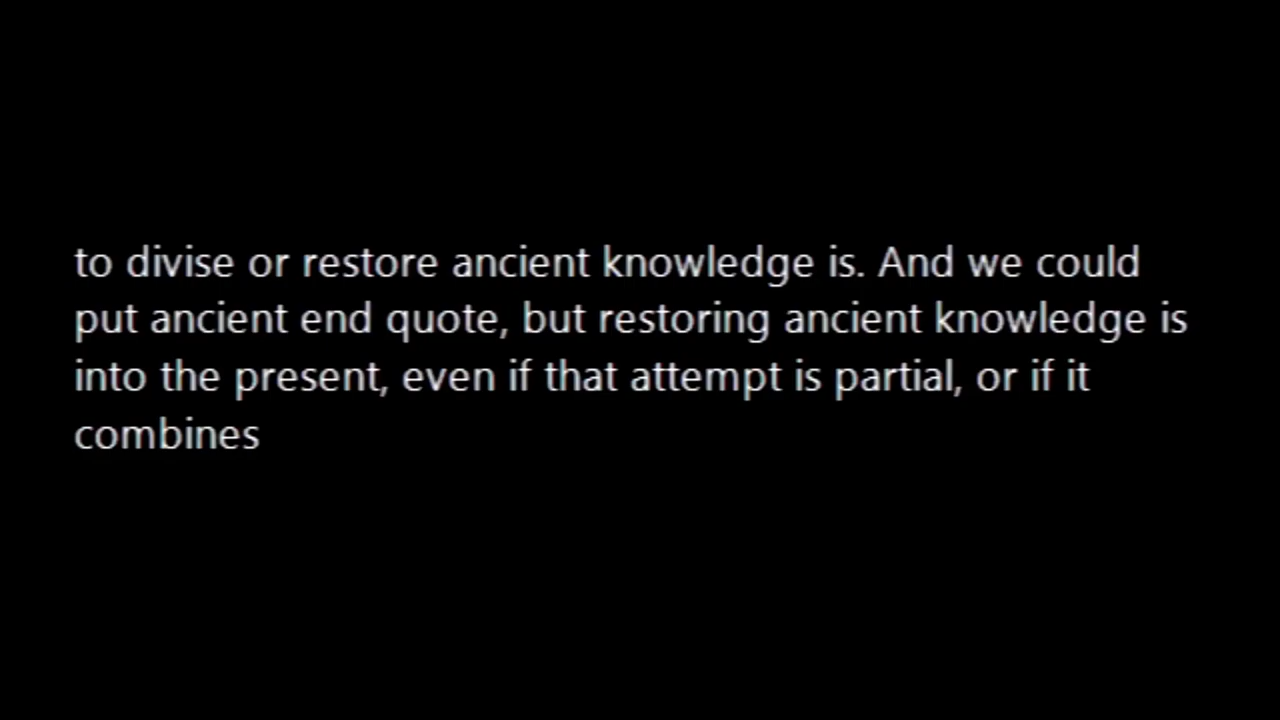 to divise or restore ancient knowledge is. And we could
put ancient end quote, but restoring ancient knowledge is
into the present, even if that attempt is partial, or if it
combines